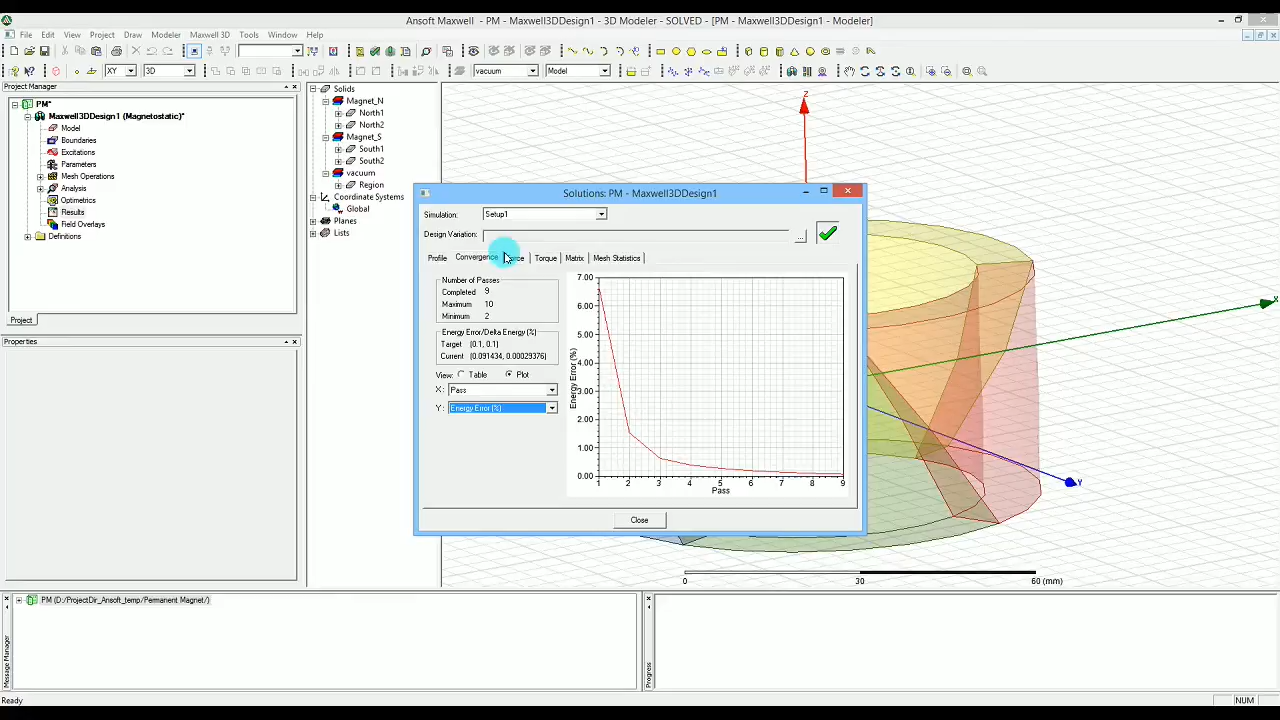 Ansoft Maxwell - PM - Maxwell3DDesign1 - 3D Modeler - SOLVED - [PM - Maxwell3DDesign1 - Modeler]
File Edit View Project Draw Modeler Maxwell 3D Tools Window Help
XY 3D vacuum Model
Project Manager
PM*
Maxwell3DDesign1 (Magnetostatic)*
Model
Boundaries
Excitations
Parameters
Mesh Operations
Analysis
Optimetrics
Results
Field Overlays
Definitions
Project
Properties
Solids
Magnet_N
North1
North2
Magnet_S
South1
South2
vacuum
Region
Coordinate Systems
Global
Planes
Lists
Solutions: PM - Maxwell3DDesign1
Simulation: Setup1
Design Variation:
...
Profile Convergence Torque Matrix Mesh Statistics
Number of Passes
Completed 9
Maximum 10
Minimum 2
Energy Error/Delta Energy (%)
Target (0.1, 0.1)
Current (0.091434, 0.00029376)
View: Table Plot
X: Pass
Y: Energy Error (%)
7.00
6.00
5.00
4.00
3.00
2.00
1.00
0.00
Energy Error (%)
1 2 3 4 5 6 7 8 9
Pass
Close
Z
X
Y
0 30 60 (mm)
PM (D:/ProjectDir_Ansoft_temp/Permanent Magnet/)
Message Manager
Progress
Ready
NUM